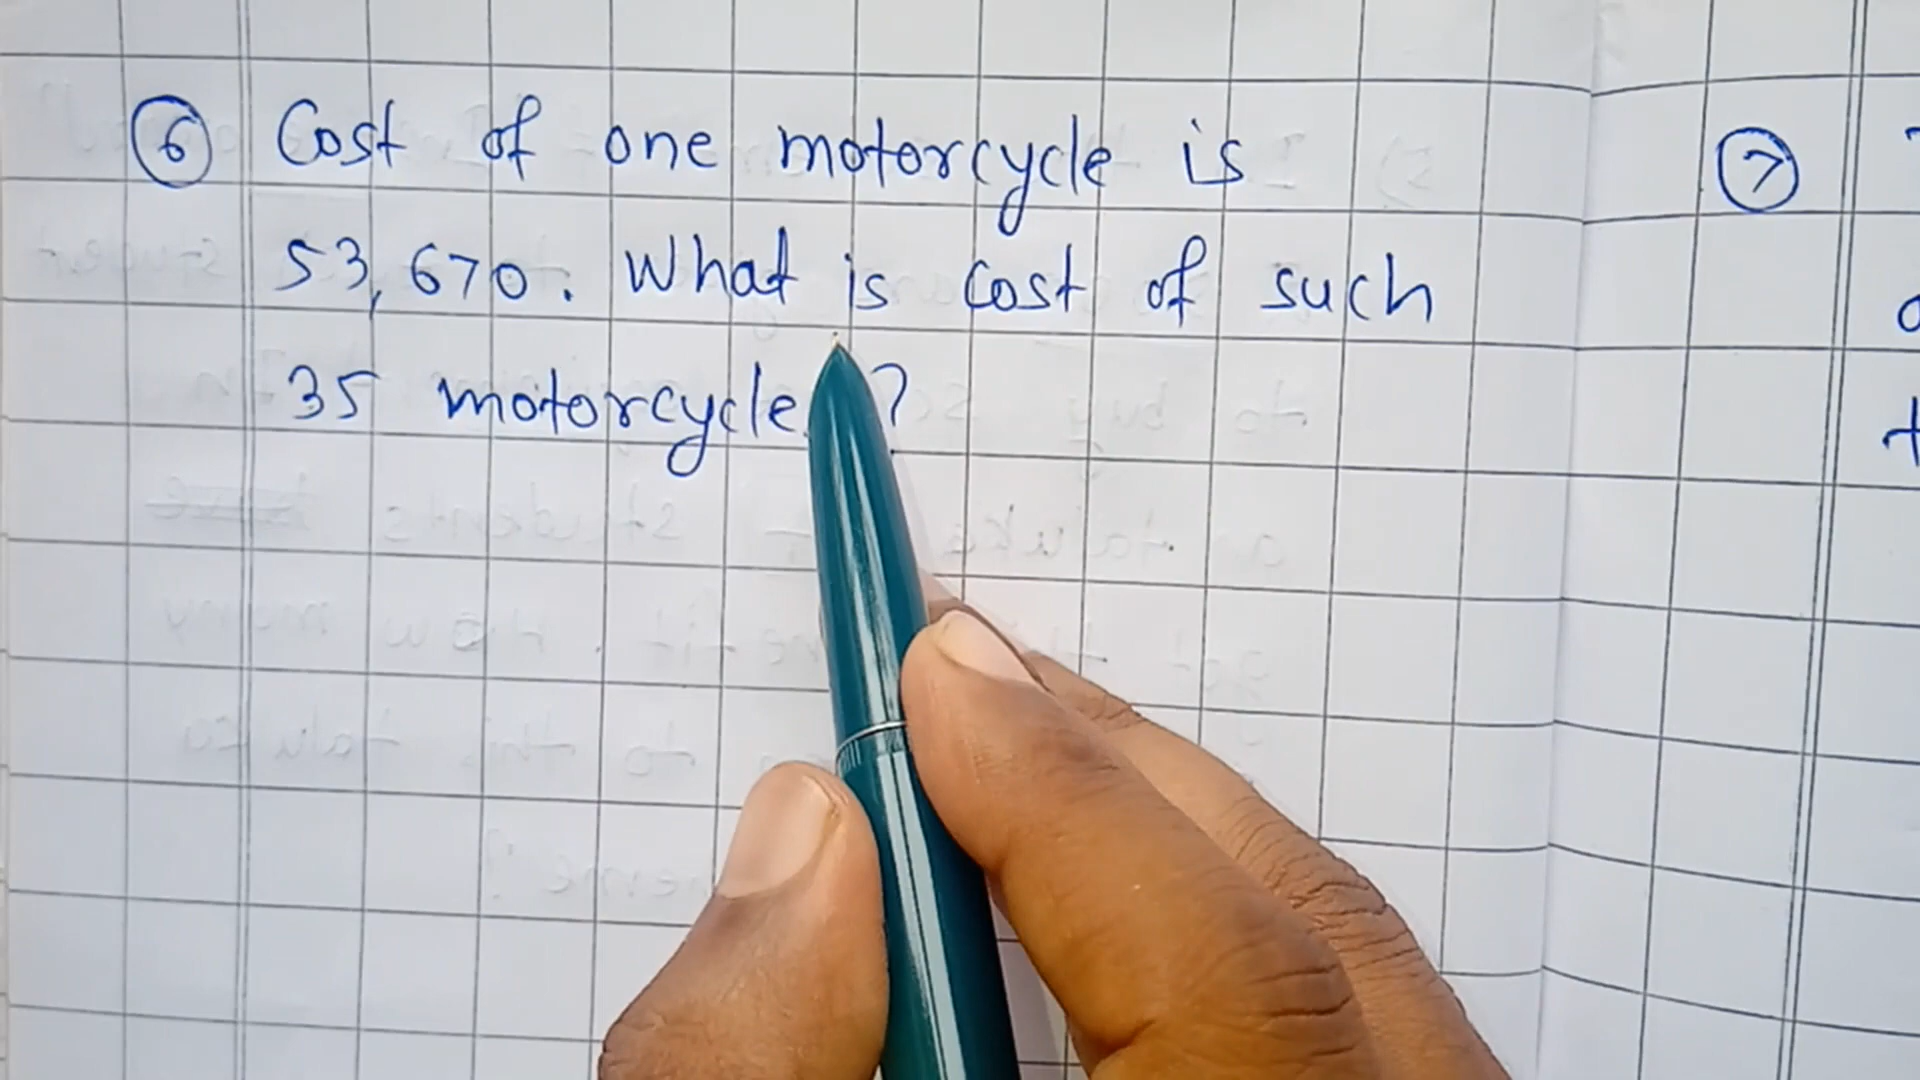 6 Cost of one motorcycle is
53,670. What is cost of such
35 motorcycle ?
7